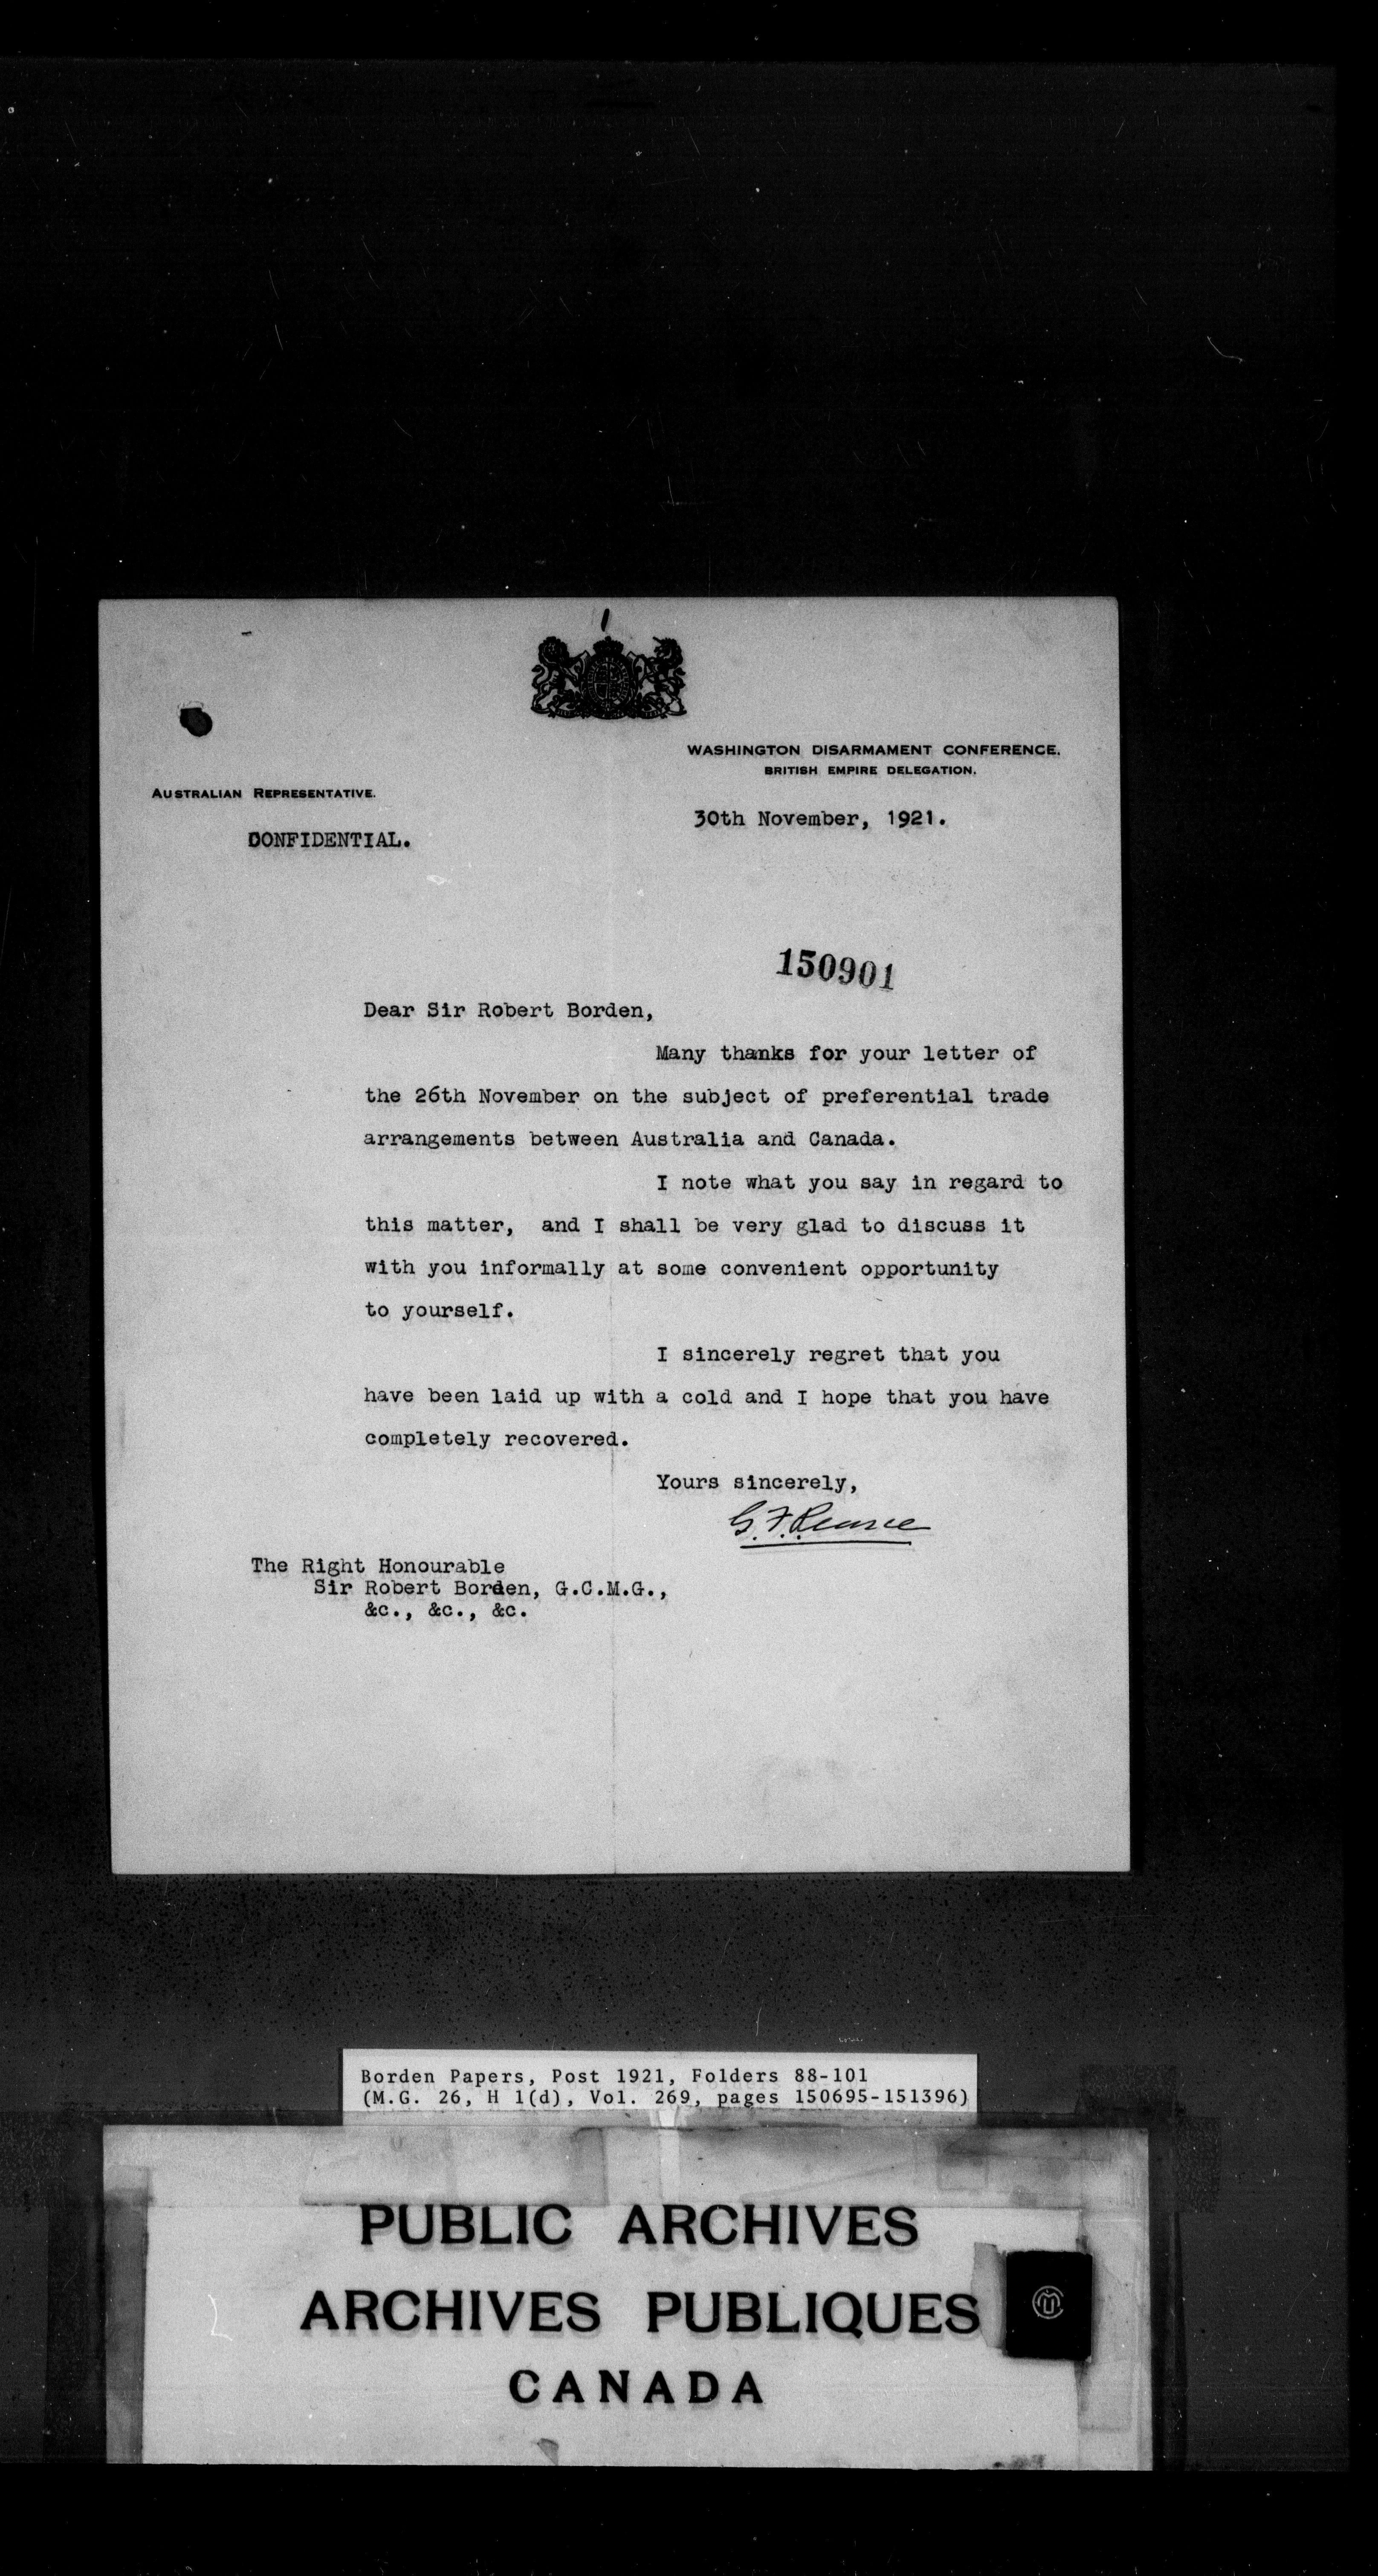 WASHINGTON DISARMAMENT CONFERENCE.
BRITISH EMPIRE DELEGATION.
AUSTRALIAN REPRESENTATIVE.
30th November, 1921.
CONFIDENTIAL.
150901
Dear Sir Robert Borden,
Many thanks for your letter of
the 26th November on the subject of preferential trade
arrangements between Australia and Canada.
I note what you say in regard to
this matter, and I shall be very glad to discuss it
with you informally at some convenient opportunity
to yourself.
I sincerely regret that you
have been laid up with a cold and I hope that you have
completely recovered.
Yours sincerely,
G.F. Pearce
The Right Honourable
Sir Robert Borden, G.C.M.G.,
&c., &c., &c.
Borden Papers, Post 1921, Folders 88-101
(M.G. 26, H 1(d), Vol. 269, pages 150695-151396)
PUBLIC ARCHIVES
ARCHIVES PUBLIQUES
CANADA